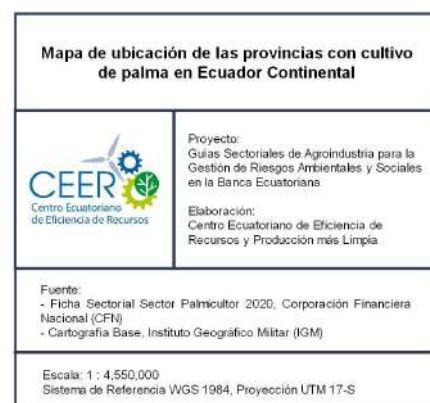 Mapa de ubicación de las provincias con cultivo
de palma en Ecuador Continental
CEER
Centro Ecuatoriano
de Eficiencia de Recursos
Proyecto:
Guías Sectoriales de Agroindustria para la
Gestión de Riesgos Ambientales y Sociales
en la Banca Ecuatoriana
Elaboración:
Centro Ecuatoriano de Eficiencia de
Recursos y Producción más Limpia
Fuente:
- Ficha Sectorial Sector Palmicultor 2020, Corporación Financiera
Nacional (CFN)
- Cartografía Base, Instituto Geográfico Militar (IGM)
Escala: 1 : 4,550,000
Sistema de Referencia WGS 1984, Proyección UTM 17-S